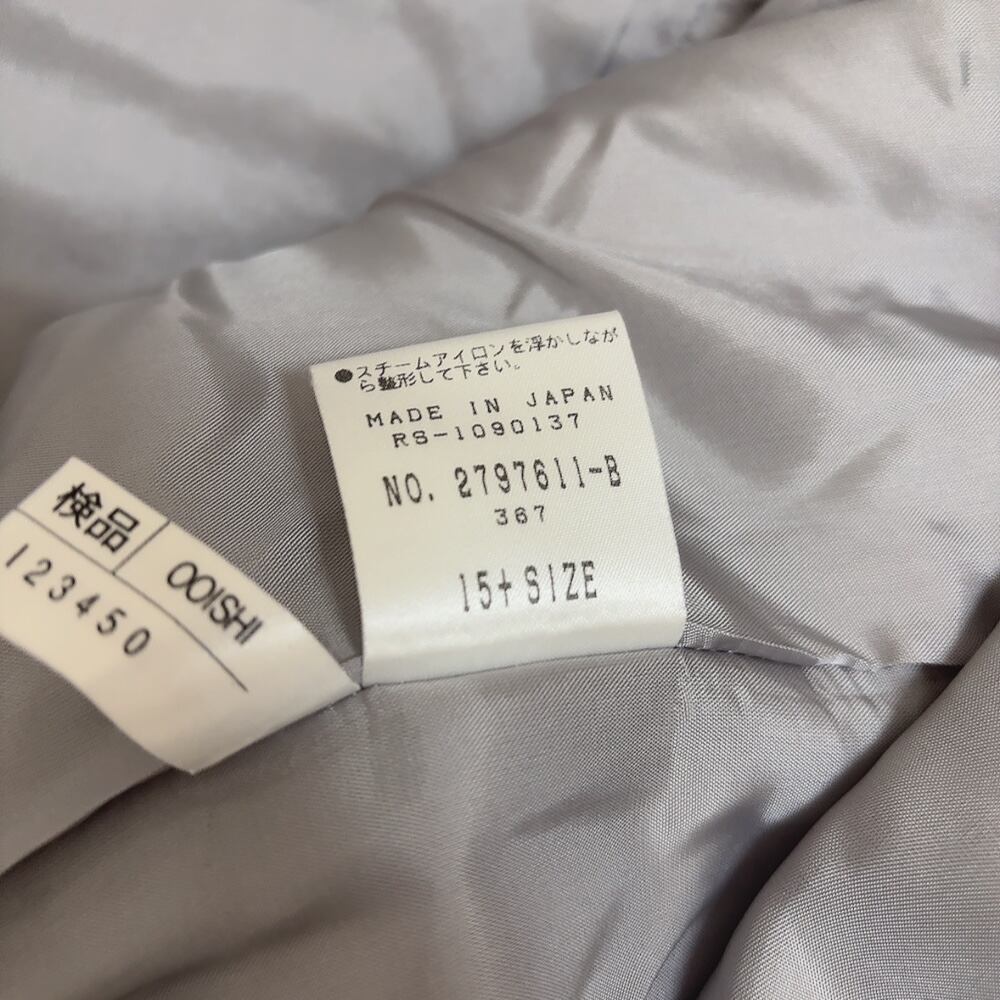 ●スチームアイロンを浮かしなが
ら整形して下さい。
MADE IN JAPAN
RS-1090137
NO. 2797611-B
367
15+ SIZE
検品
OOISHI
123450